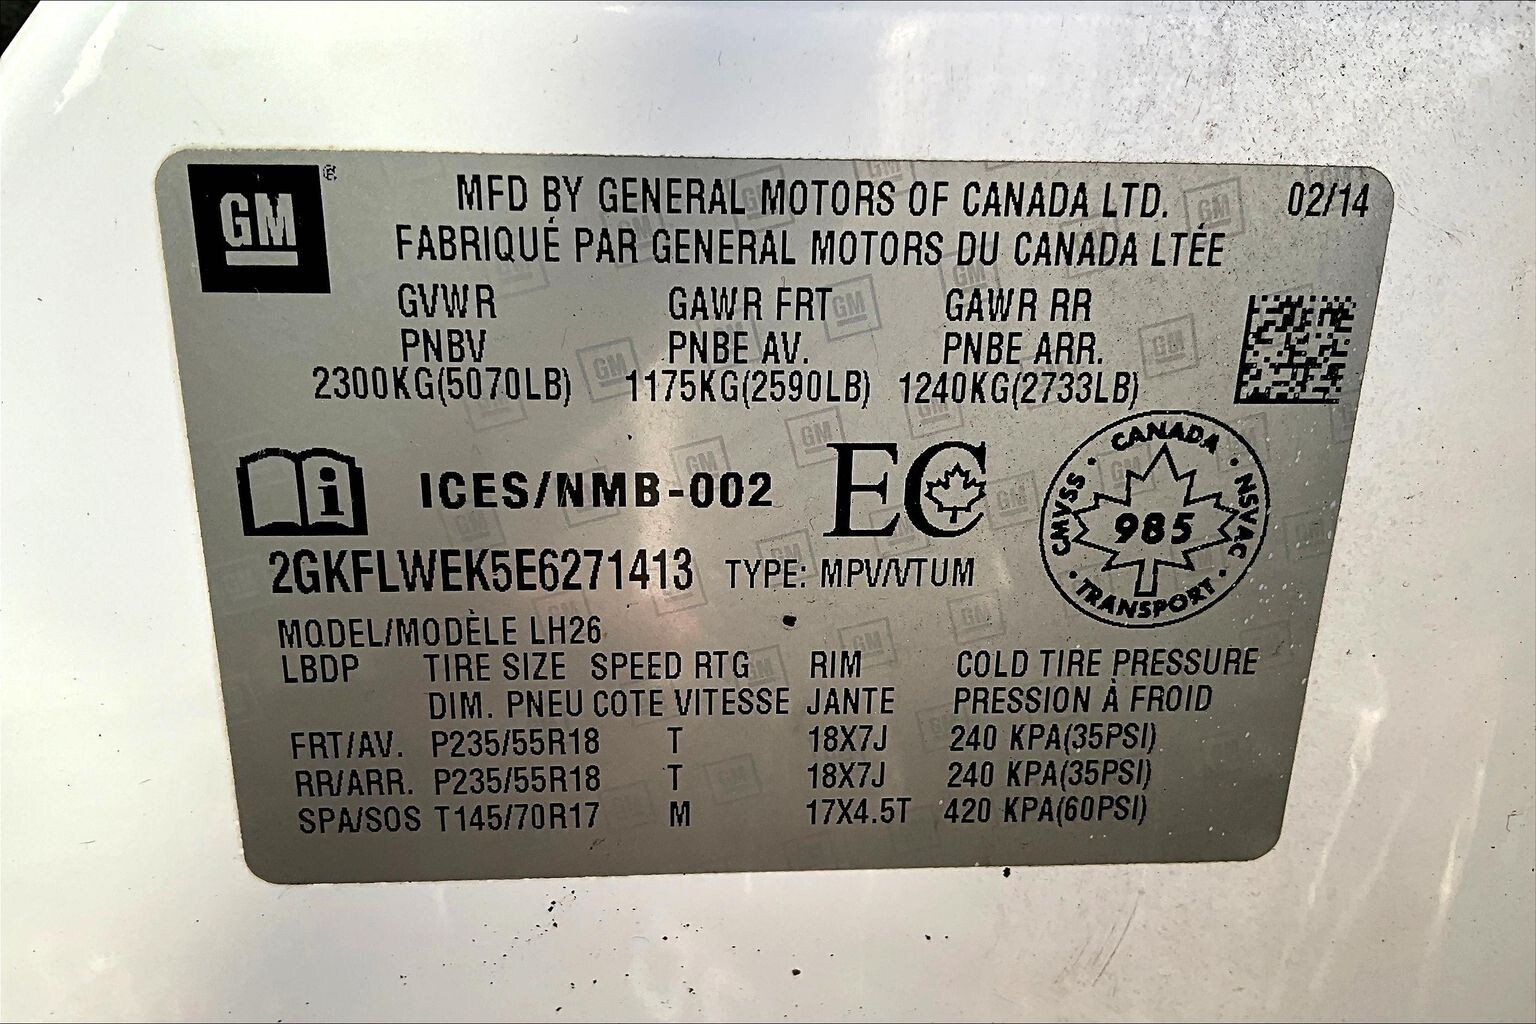 GM
MFD BY GENERAL MOTORS OF CANADA LTD. 02/14
FABRIQUÉ PAR GENERAL MOTORS DU CANADA LTÉE
GVWR GAWR FRT GAWR RR
PNBV PNBE AV. PNBE ARR.
2300KG(5070LB) 1175KG(2590LB) 1240KG(2733LB)
i ICES/NMB-002 EC
CANADA
CMVSS · 985 · NSVAC
· TRANSPORT ·
2GKFLWEK5E6271413 TYPE: MPV/VTUM
MODEL/MODÈLE LH26
LBDP TIRE SIZE SPEED RTG RIM COLD TIRE PRESSURE
DIM. PNEU COTE VITESSE JANTE PRESSION À FROID
FRT/AV. P235/55R18 T 18X7J 240 KPA(35PSI)
RR/ARR. P235/55R18 T 18X7J 240 KPA(35PSI)
SPA/SOS T145/70R17 M 17X4.5T 420 KPA(60PSI)